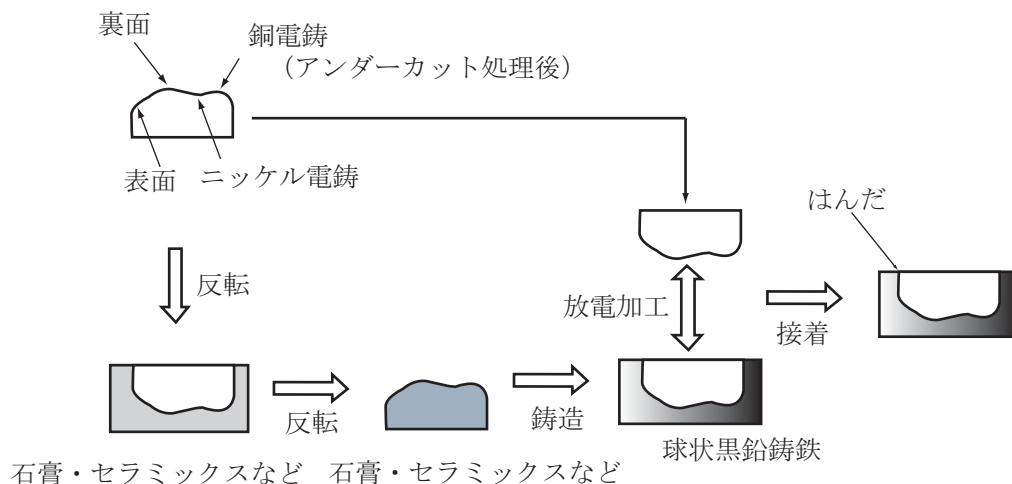 裏面
銅電鋳
（アンダーカット処理後）
表面
ニッケル電鋳
はんだ
反転
放電加工
接着
反転
鋳造
球状黒鉛鋳鉄
石膏・セラミックスなど
石膏・セラミックスなど